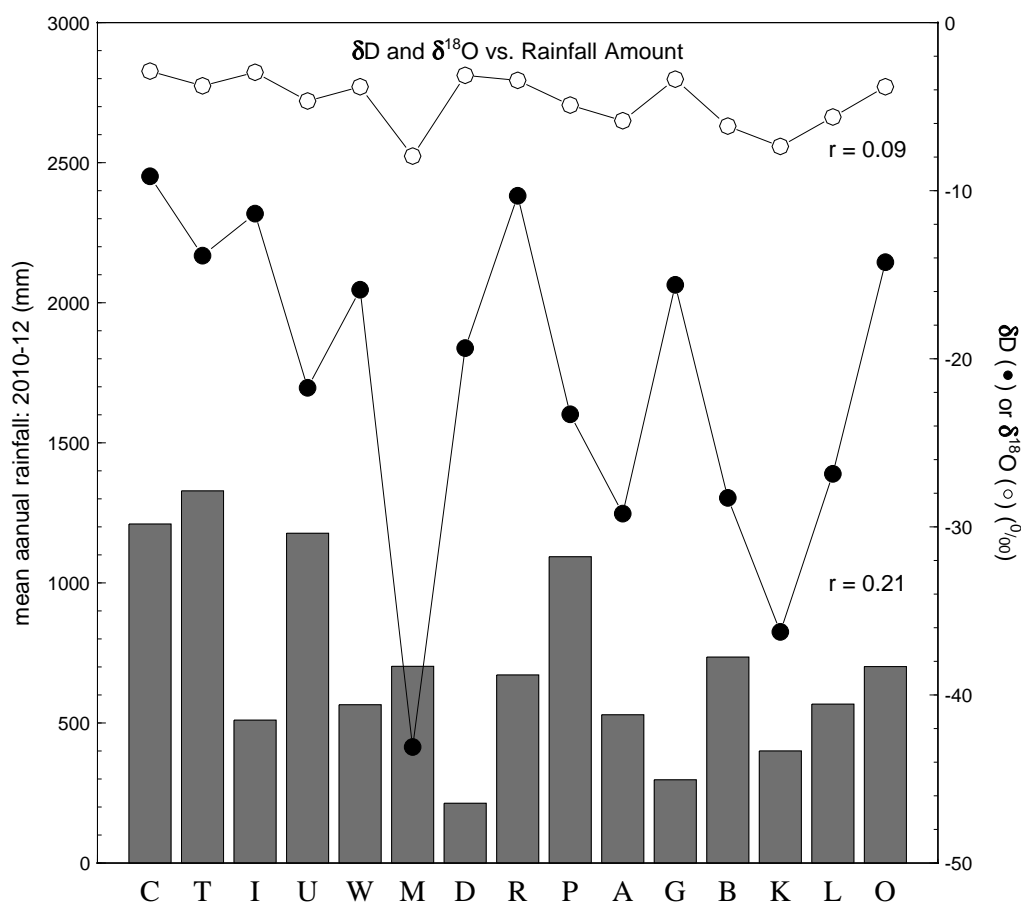 δD and δ¹⁸O vs. Rainfall Amount
3000
2500
2000
1500
1000
500
0
mean aanual rainfall: 2010-12 (mm)
r = 0.09
r = 0.21
0
-10
-20
-30
-40
-50
δD (●) or δ¹⁸O (○) (⁰/₀₀)
C T I U W M D R P A G B K L O